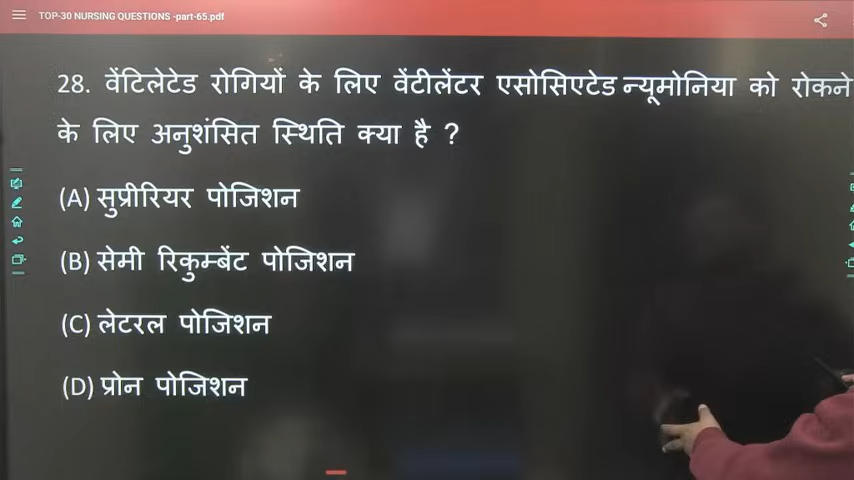 TOP-30 NURSING QUESTIONS -part-65.pdf
28. वेंटिलेटेड रोगियों के लिए वेंटीलेंटर एसोसिएटेड न्यूमोनिया को रोकने
के लिए अनुशंसित स्थिति क्या है ?
(A) सुप्रीरियर पोजिशन
(B) सेमी रिकुम्बेंट पोजिशन
(C) लेटरल पोजिशन
(D) प्रोन पोजिशन